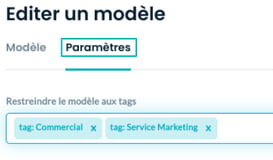 Editer un modèle
Modèle Paramètres
Restreindre le modèle aux tags
tag: Commercial x tag: Service Marketing x